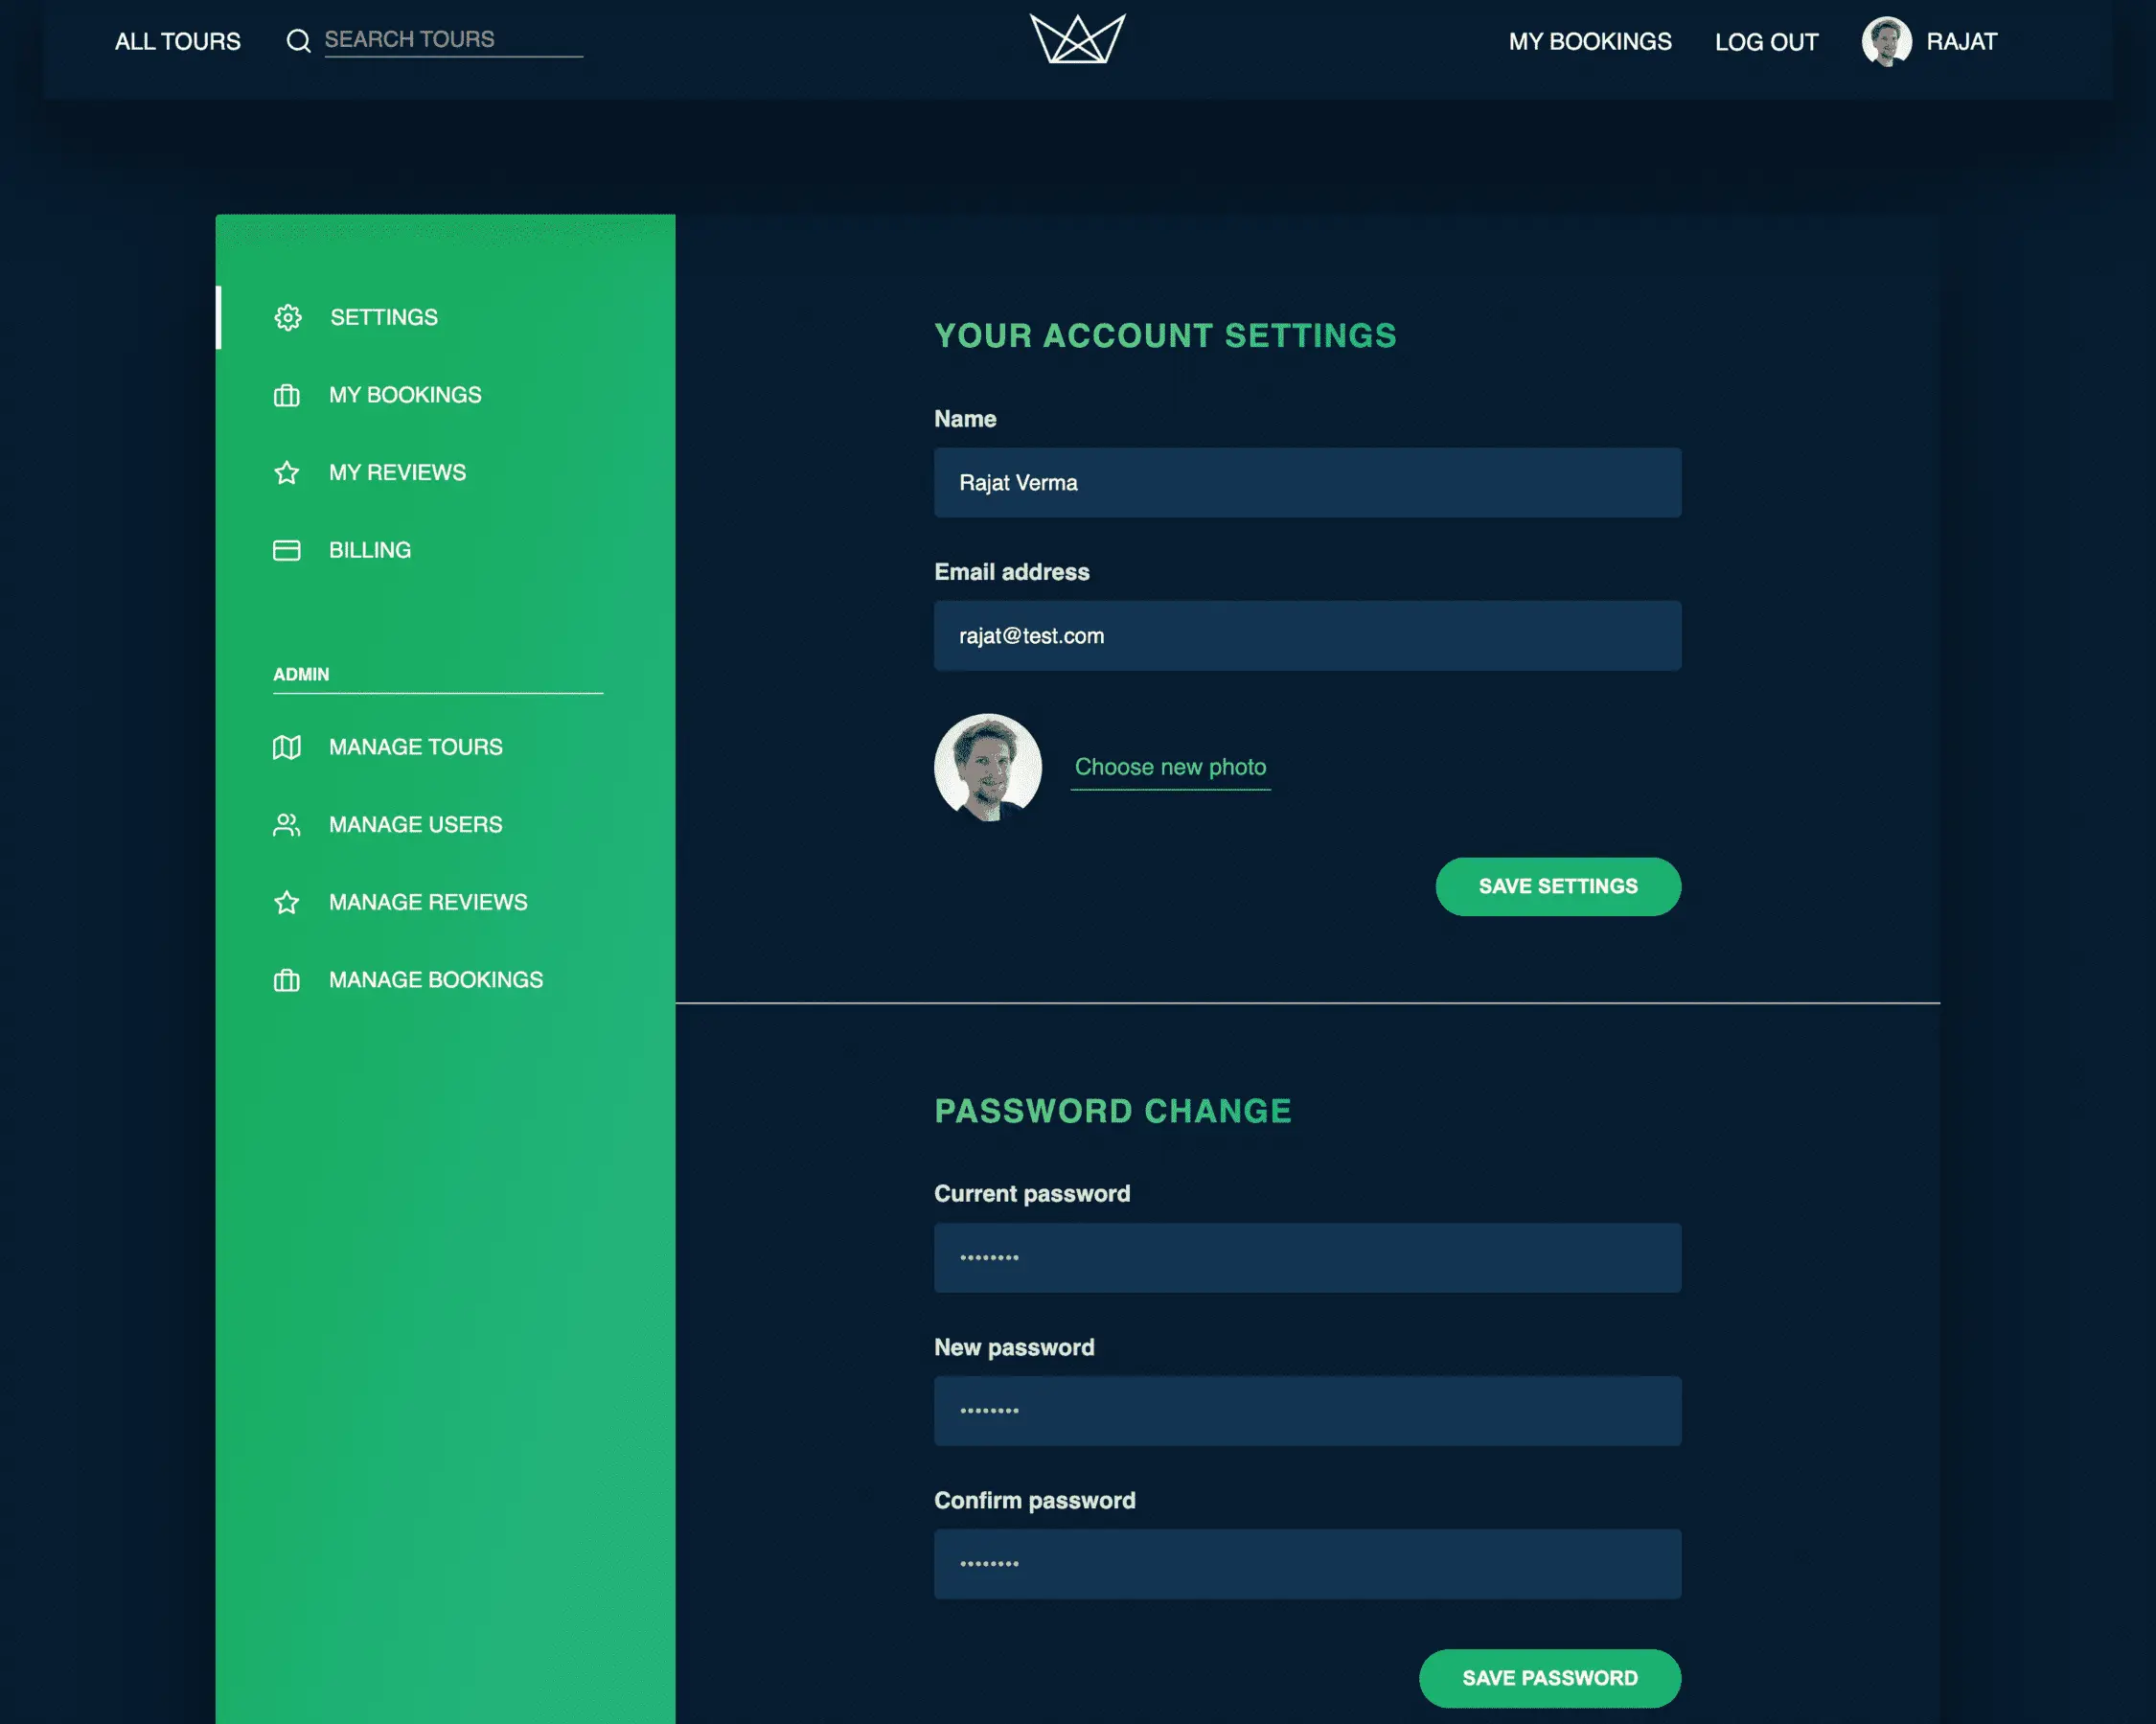 ALL TOURS
SEARCH TOURS
MY BOOKINGS
LOG OUT
RAJAT
SETTINGS
MY BOOKINGS
MY REVIEWS
BILLING
ADMIN
MANAGE TOURS
MANAGE USERS
MANAGE REVIEWS
MANAGE BOOKINGS
YOUR ACCOUNT SETTINGS
Name
Rajat Verma
Email address
rajat@test.com
Choose new photo
SAVE SETTINGS
PASSWORD CHANGE
Current password
••••••••
New password
••••••••
Confirm password
••••••••
SAVE PASSWORD